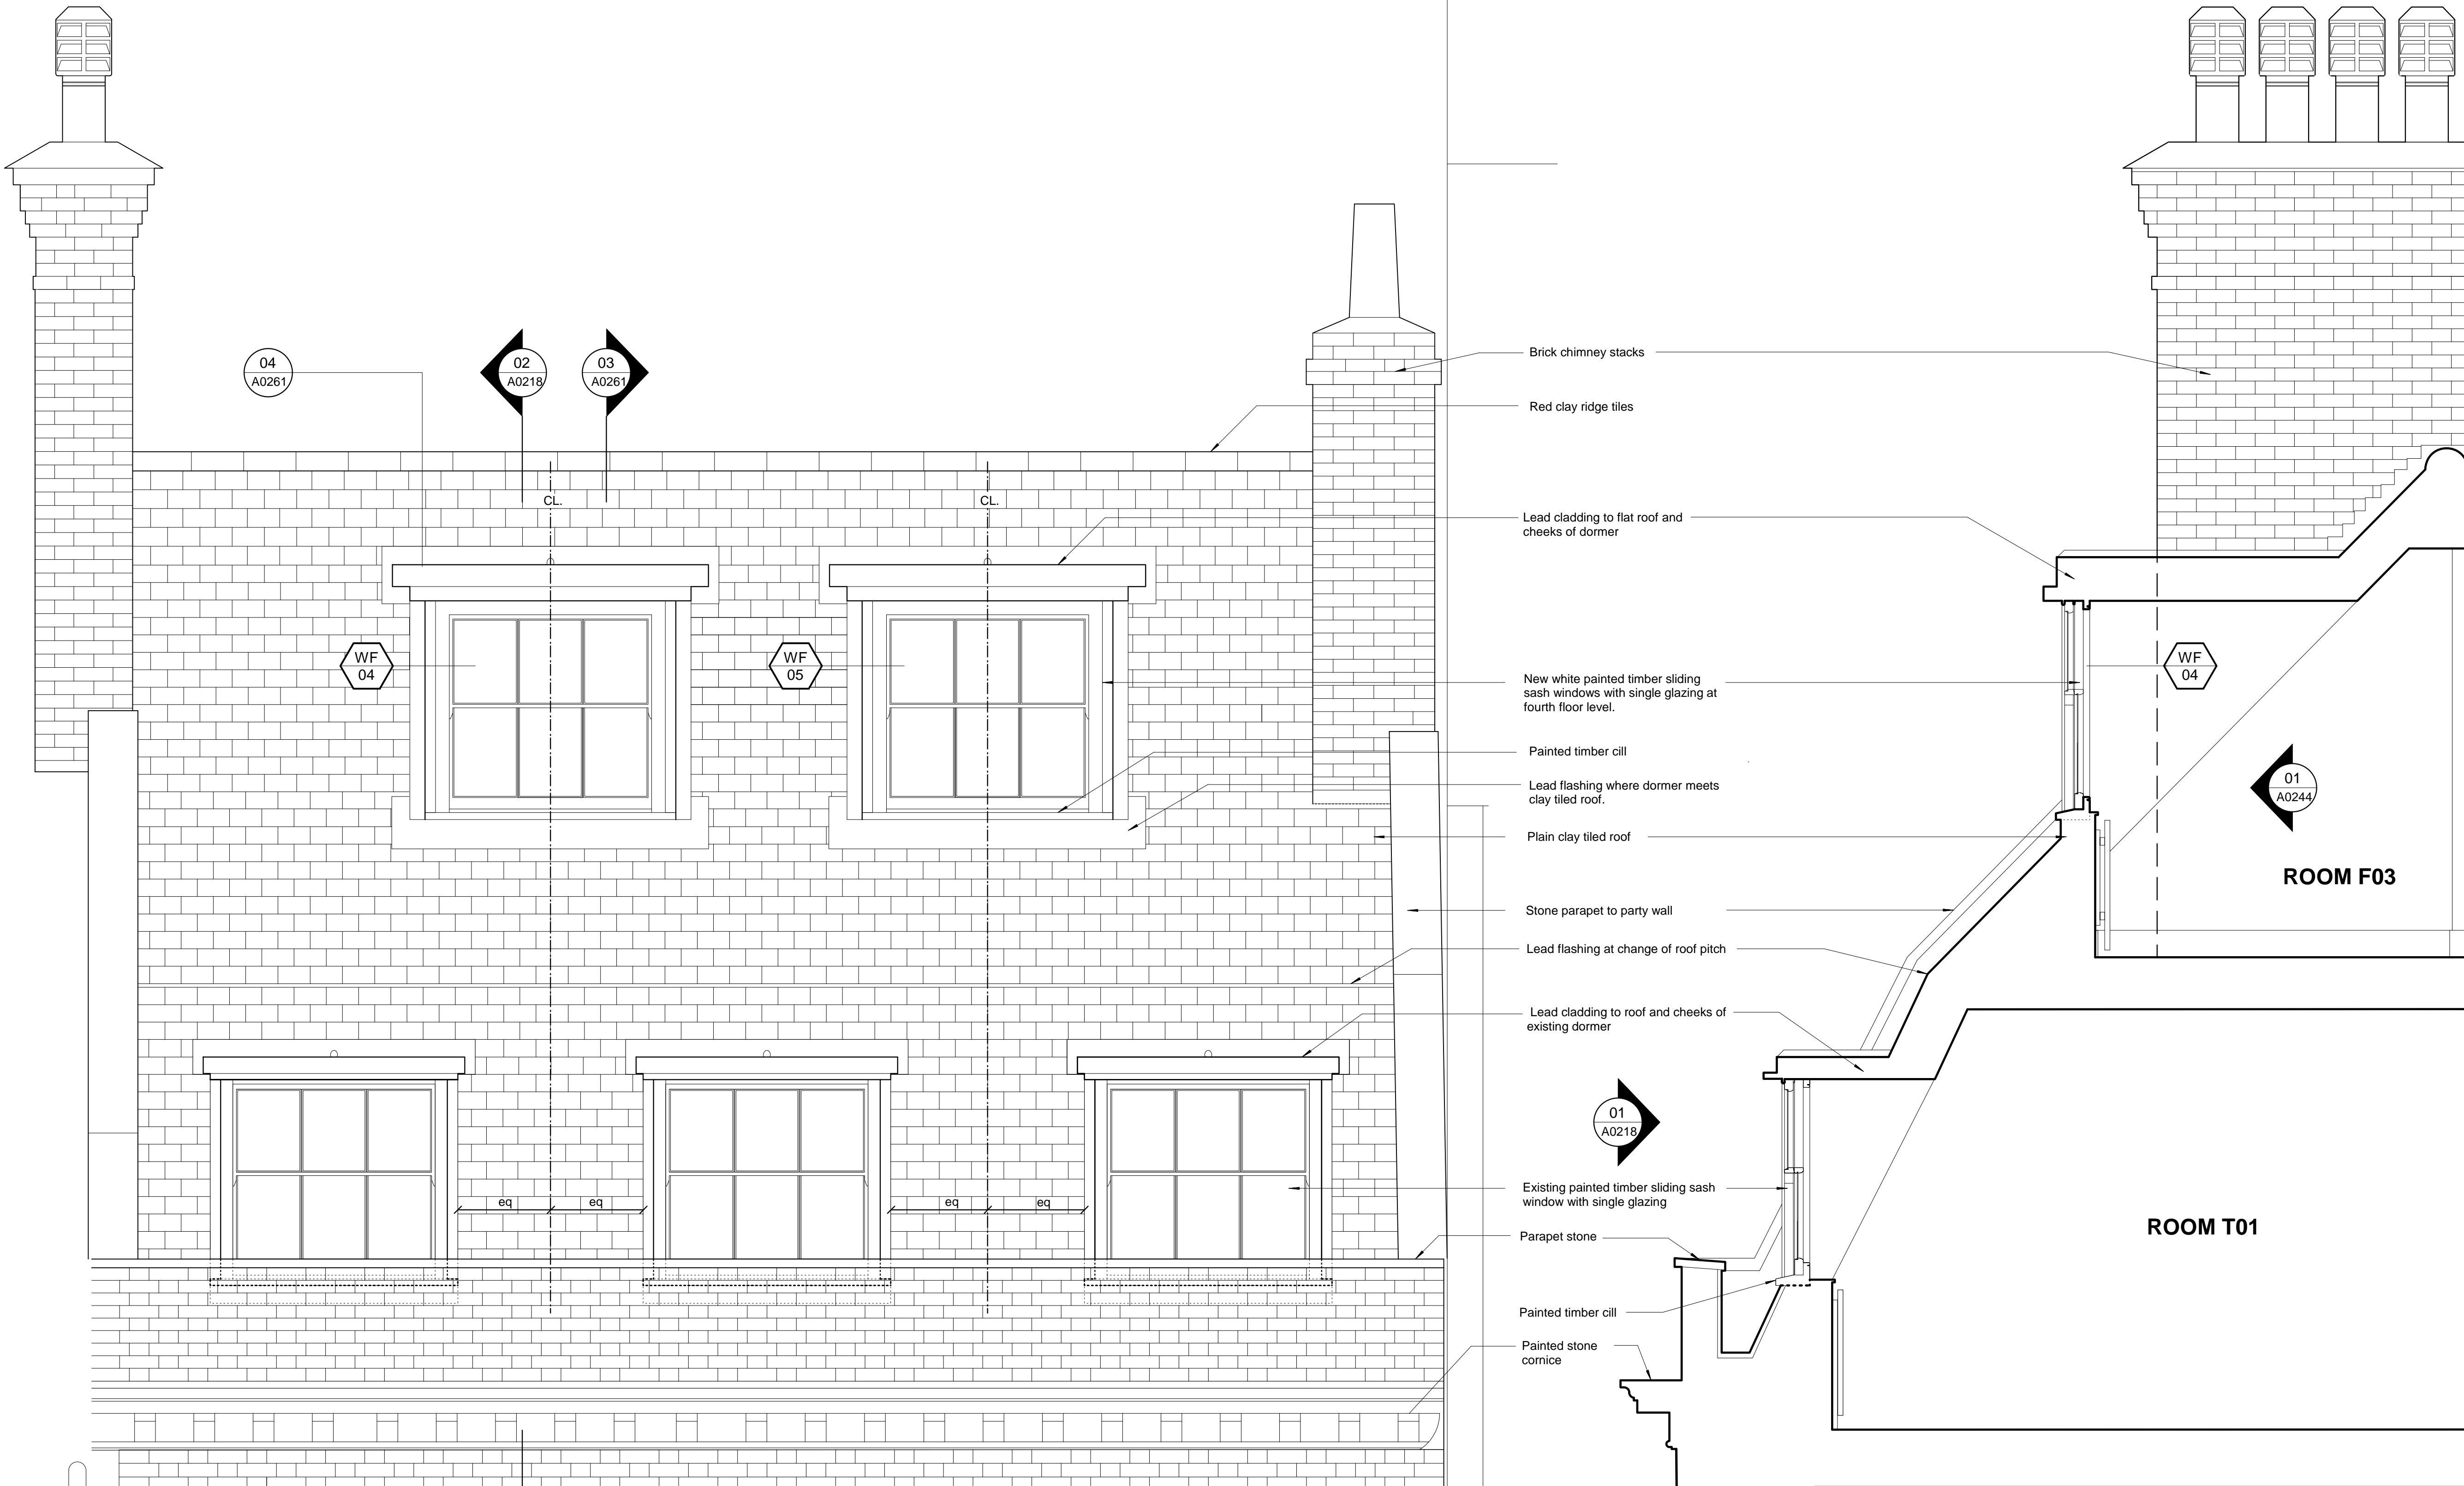 04
A0261
02
A0218
03
A0261
CL.
CL.
WF
04
WF
05
eq
eq
eq
eq
Brick chimney stacks
Red clay ridge tiles
Lead cladding to flat roof and
cheeks of dormer
New white painted timber sliding
sash windows with single glazing at
fourth floor level.
Painted timber cill
Lead flashing where dormer meets
clay tiled roof.
Plain clay tiled roof
Stone parapet to party wall
Lead flashing at change of roof pitch
Lead cladding to roof and cheeks of
existing dormer
01
A0218
Existing painted timber sliding sash
window with single glazing
Parapet stone
Painted timber cill
Painted stone
cornice
WF
04
01
A0244
ROOM F03
ROOM T01